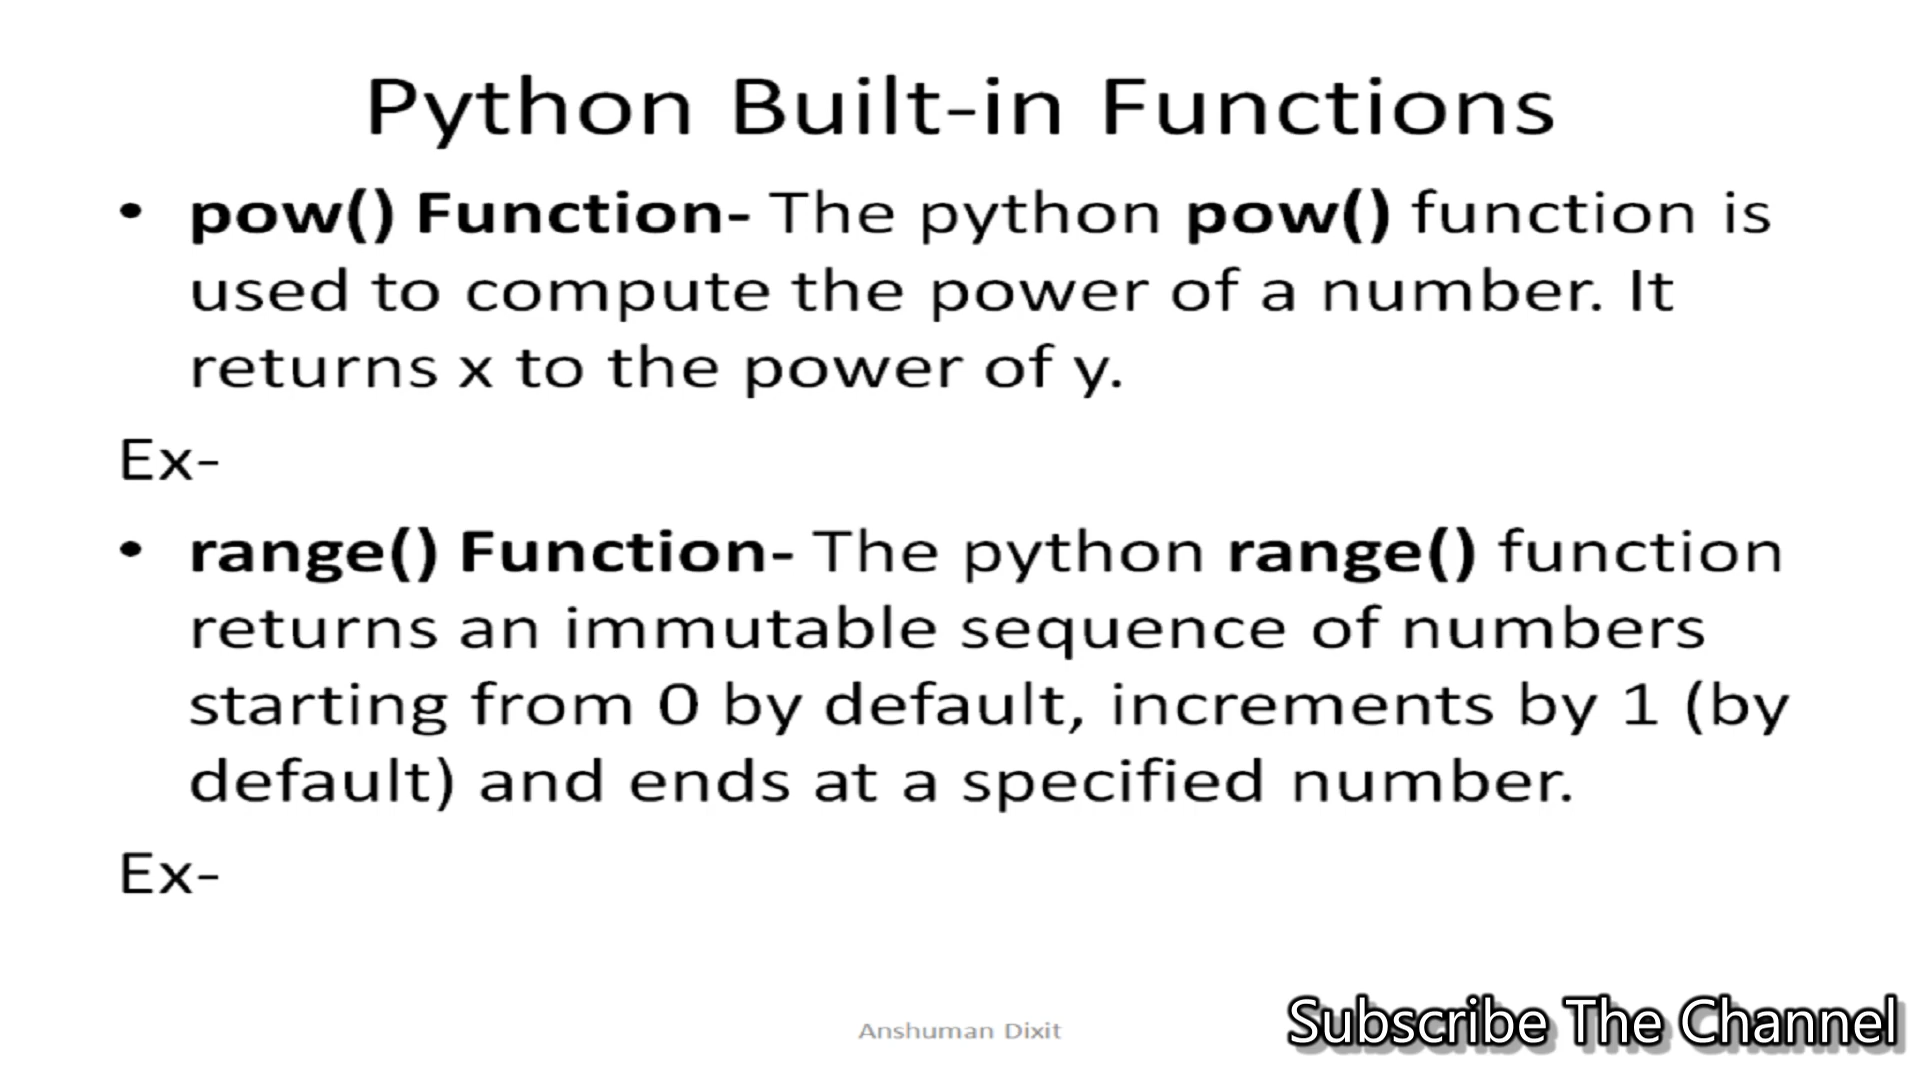 Python Built-in Functions
• pow() Function- The python pow() function is
used to compute the power of a number. It
returns x to the power of y.
Ex-
• range() Function- The python range() function
returns an immutable sequence of numbers
starting from 0 by default, increments by 1 (by
default) and ends at a specified number.
Ex-
Anshuman Dixit
Subscribe The Channel